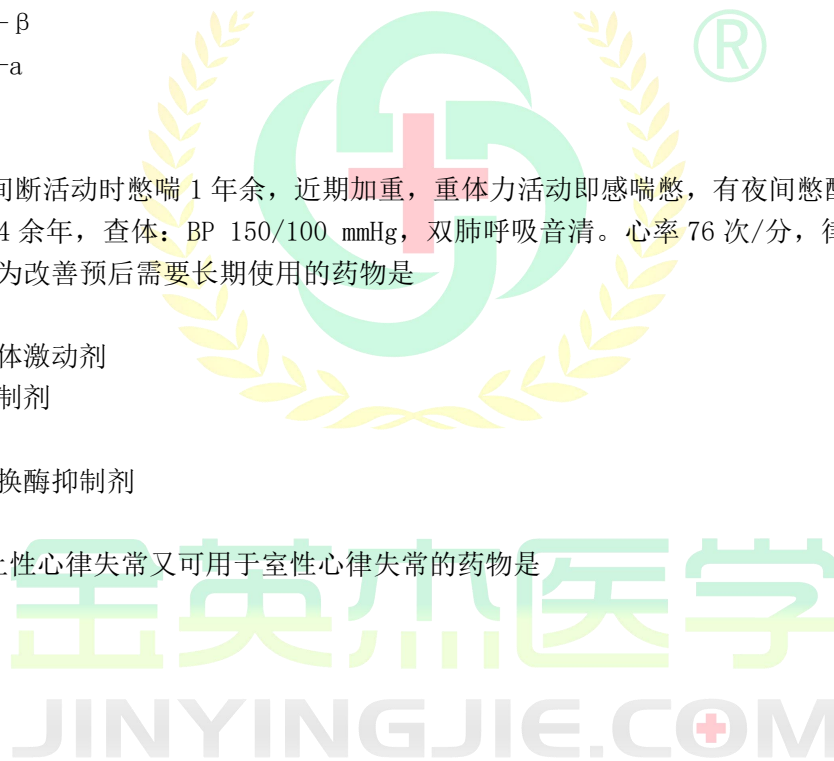 -β
-a
®
间断活动时憋喘 1 年余，近期加重，重体力活动即感喘憋，有夜间憋
4 余年，查体：BP 150/100 mmHg，双肺呼吸音清。心率 76 次/分，律
为改善预后需要长期使用的药物是
体激动剂
制剂
换酶抑制剂
上性心律失常又可用于室性心律失常的药物是
金英杰医学
JINYINGJIE.COM